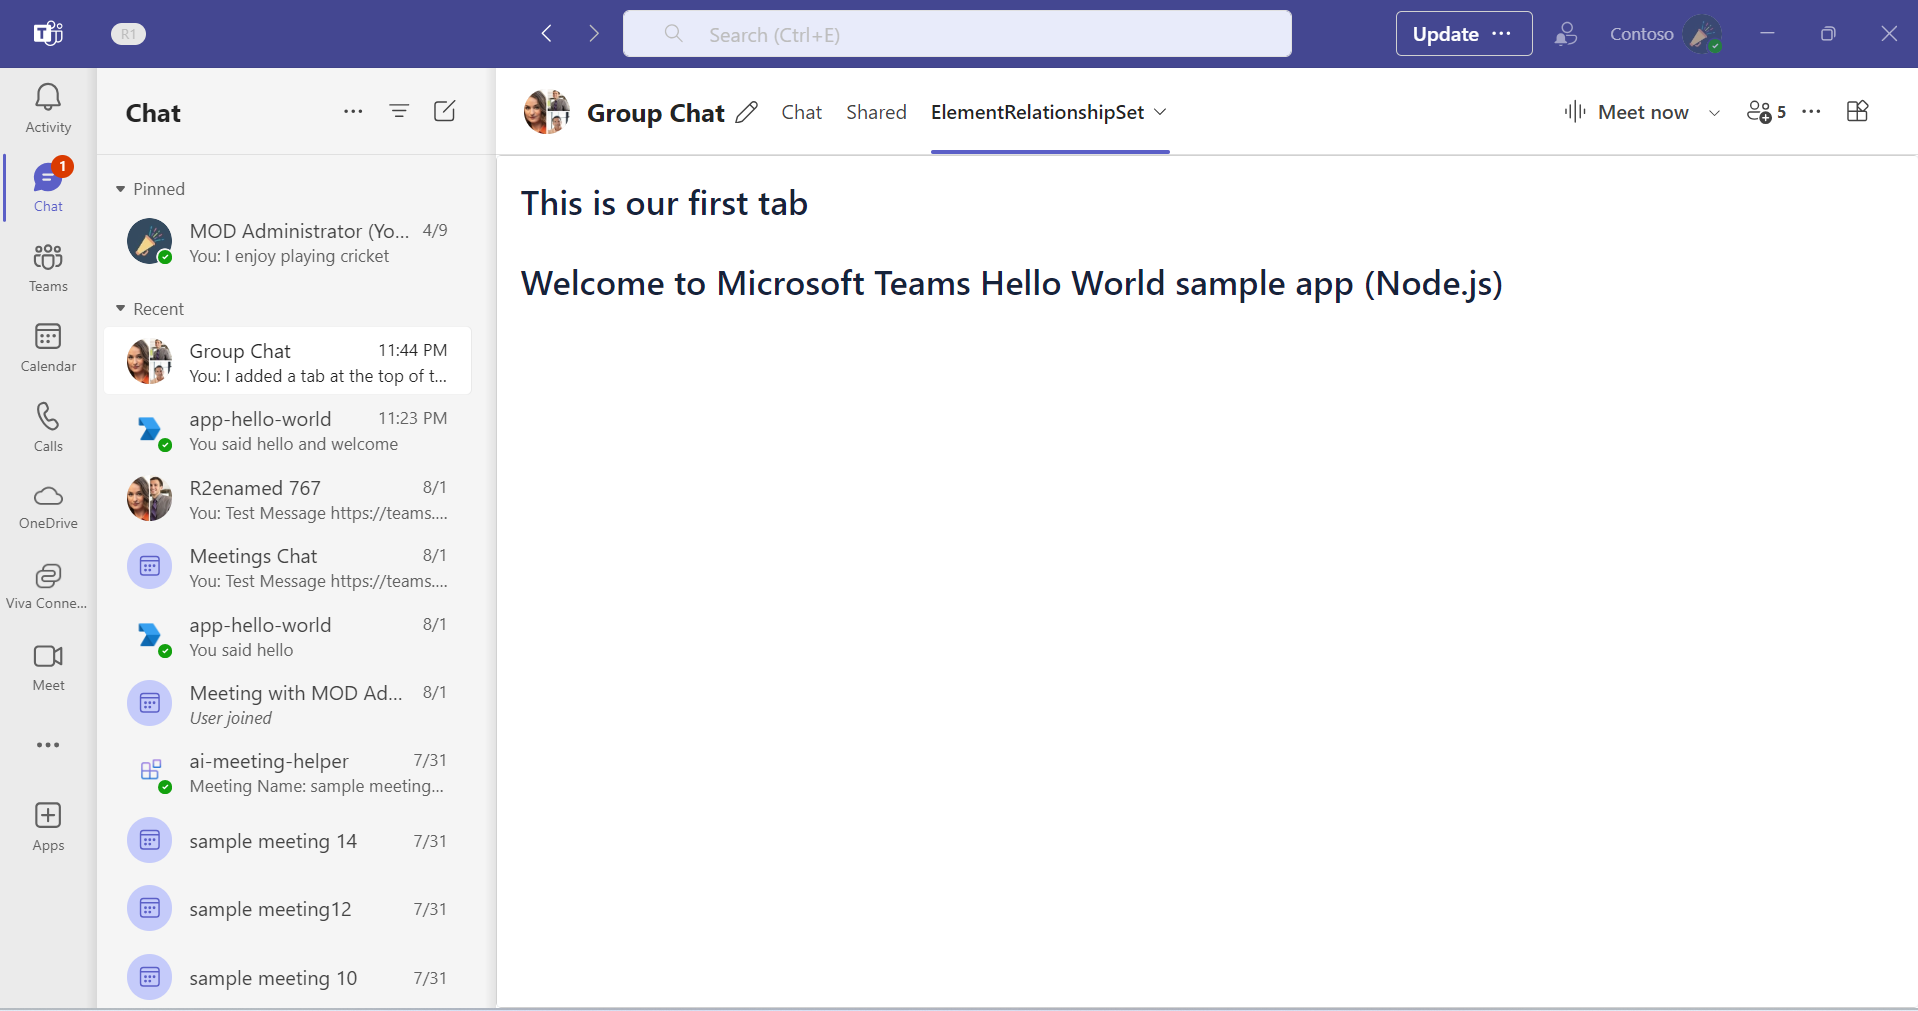 R1
Search (Ctrl+E)
Update ...
Contoso
Activity
1
Chat
Teams
Calendar
Calls
OneDrive
Viva Conne...
Meet
Apps
Chat
Pinned
MOD Administrator (Yo... 4/9
You: I enjoy playing cricket
Recent
Group Chat 11:44 PM
You: I added a tab at the top of t...
app-hello-world 11:23 PM
You said hello and welcome
R2enamed 767 8/1
You: Test Message https://teams....
Meetings Chat 8/1
You: Test Message https://teams....
app-hello-world 8/1
You said hello
Meeting with MOD Ad... 8/1
User joined
ai-meeting-helper 7/31
Meeting Name: sample meeting...
sample meeting 14 7/31
sample meeting12 7/31
sample meeting 10 7/31
Group Chat Chat Shared ElementRelationshipSet Meet now 5
This is our first tab
Welcome to Microsoft Teams Hello World sample app (Node.js)